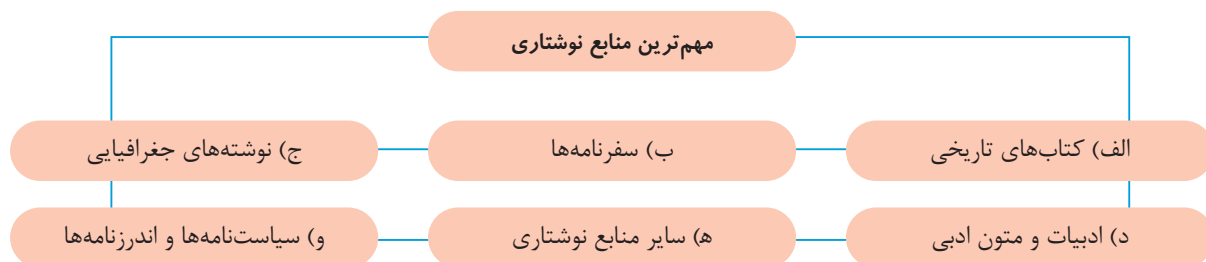 مهم‌ترین منابع نوشتاری
الف) کتاب‌های تاریخی
ب) سفرنامه‌ها
ج) نوشته‌های جغرافیایی
د) ادبیات و متون ادبی
ه) سایر منابع نوشتاری
و) سیاست‌نامه‌ها و اندرزنامه‌ها